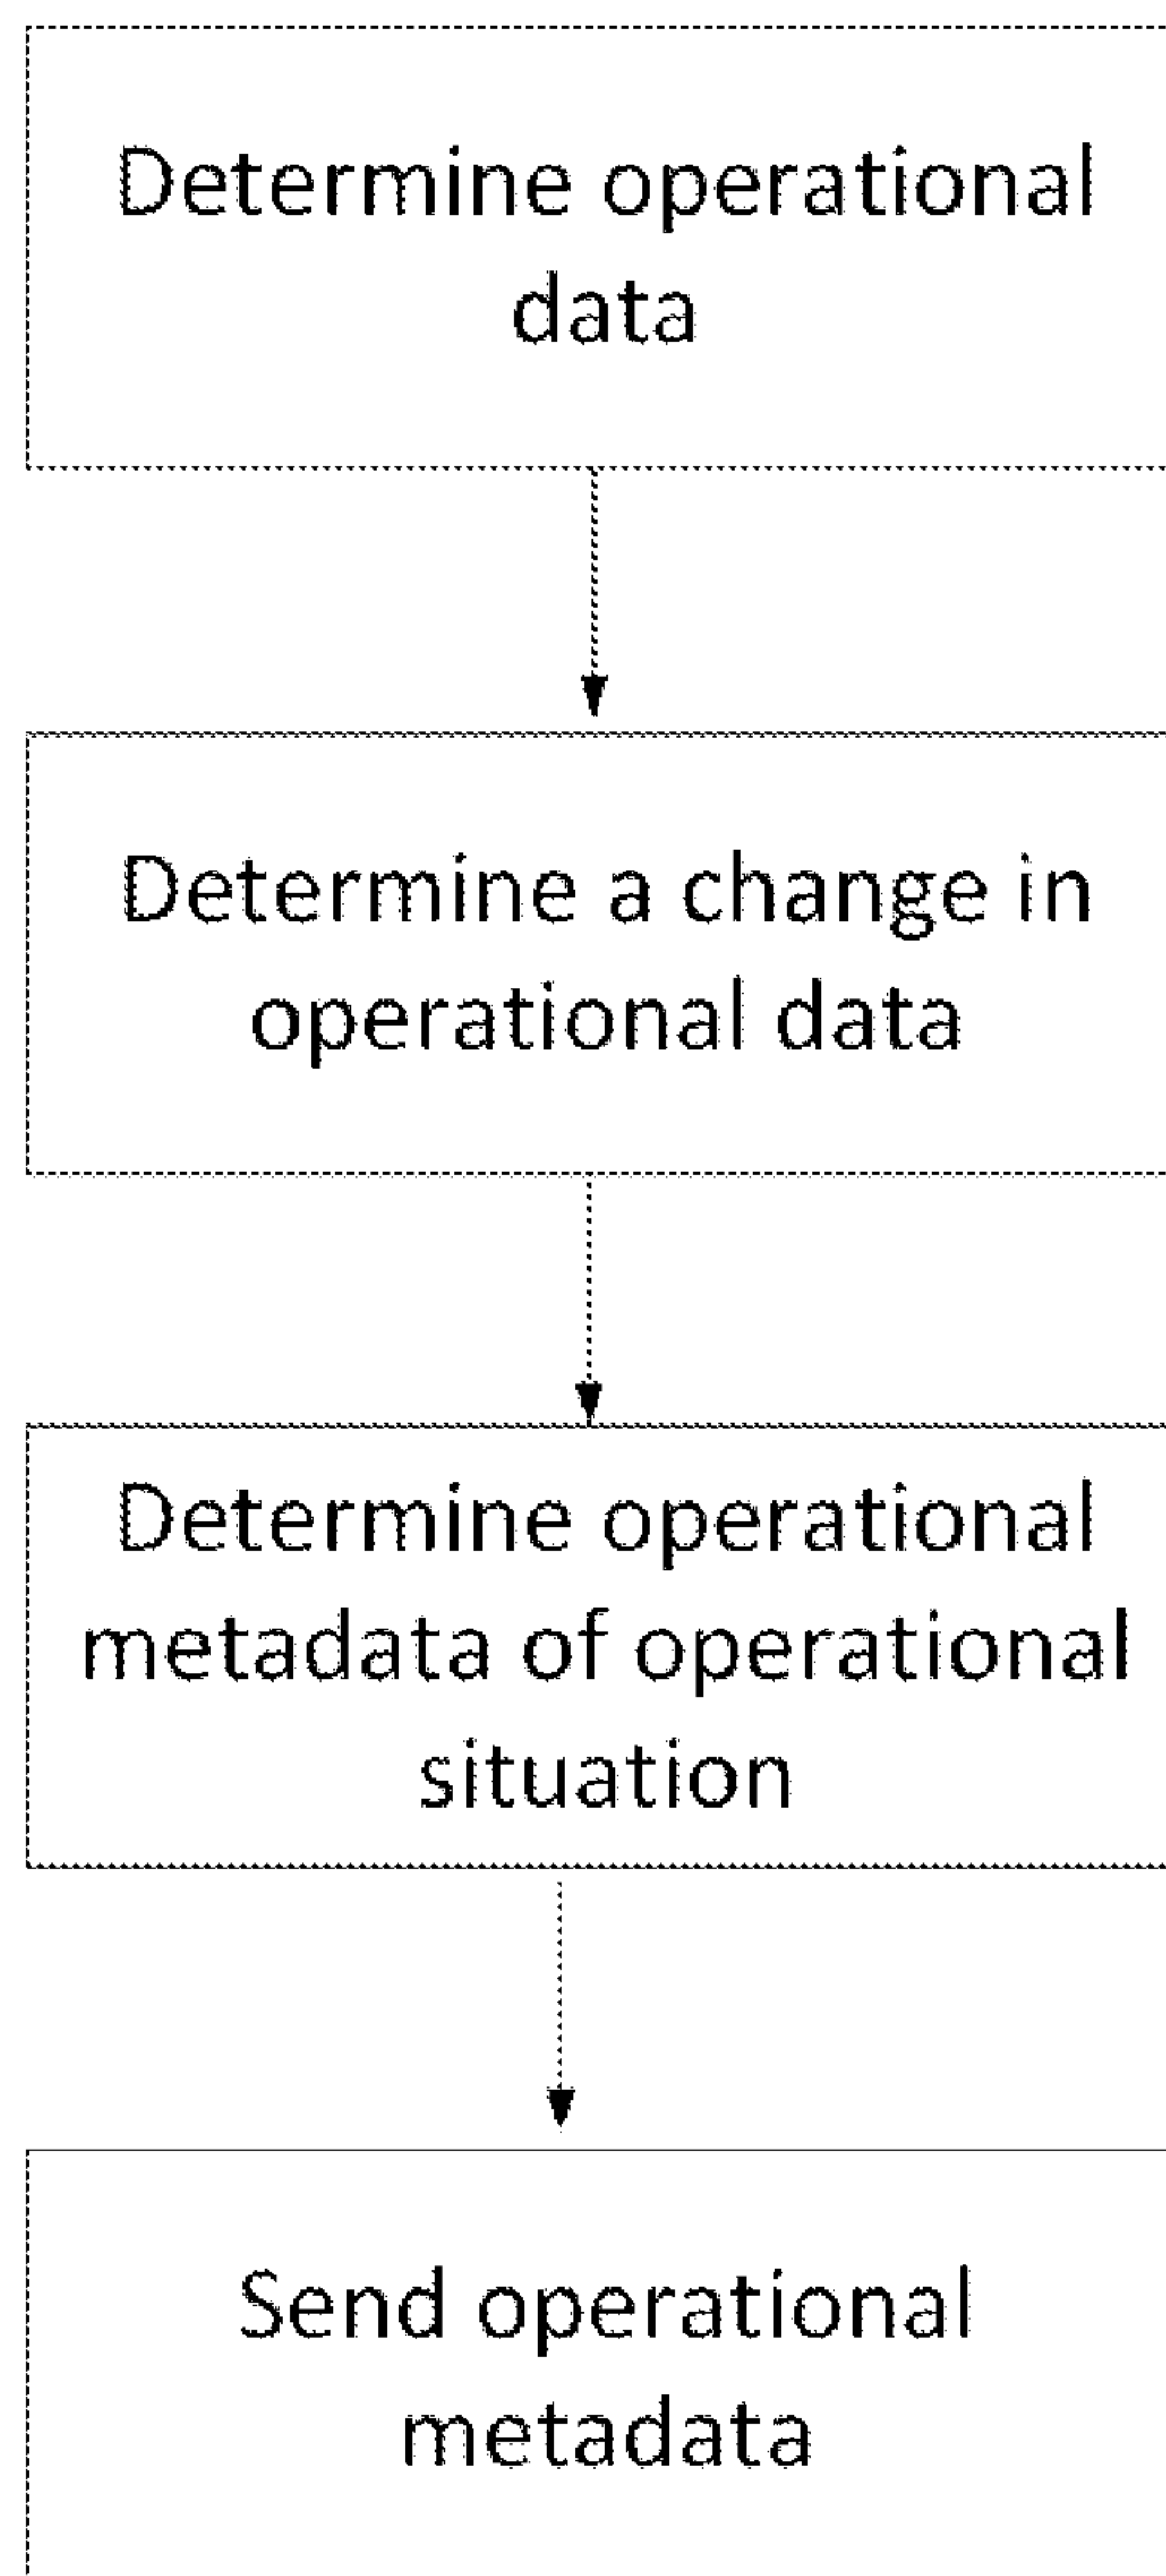 Determine operational
data
Determine a change in
operational data
Determine operational
metadata of operational
situation
Send operational
metadata